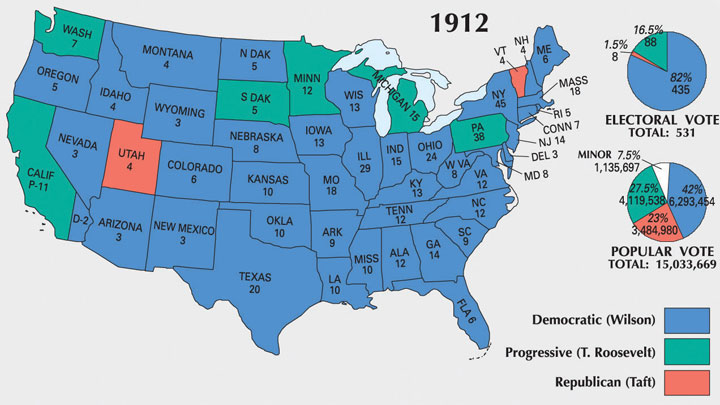 1912
WASH
7
OREGON
5
CALIF
P-11
D-2
NEVADA
3
IDAHO
4
MONTANA
4
WYOMING
3
UTAH
4
COLORADO
6
ARIZONA
3
NEW MEXICO
3
N DAK
5
S DAK
5
NEBRASKA
8
KANSAS
10
OKLA
10
TEXAS
20
MINN
12
IOWA
13
MO
18
ARK
9
LA
10
WIS
13
ILL
29
MICHIGAN 15
IND
15
OHIO
24
KY
13
TENN
12
MISS
10
ALA
12
GA
14
FLA 6
SC
9
NC
12
VA
12
W VA
8
PA
38
NY
45
VT
4
NH
4
ME
6
MASS
18
RI 5
CONN 7
NJ 14
DEL 3
MD 8
16.5%
88
1.5%
8
82%
435
ELECTORAL VOTE
TOTAL: 531
MINOR 7.5%
1,135,697
27.5%
4,119,538
42%
6,293,454
23%
3,484,980
POPULAR VOTE
TOTAL: 15,033,669
Democratic (Wilson)
Progressive (T. Roosevelt)
Republican (Taft)